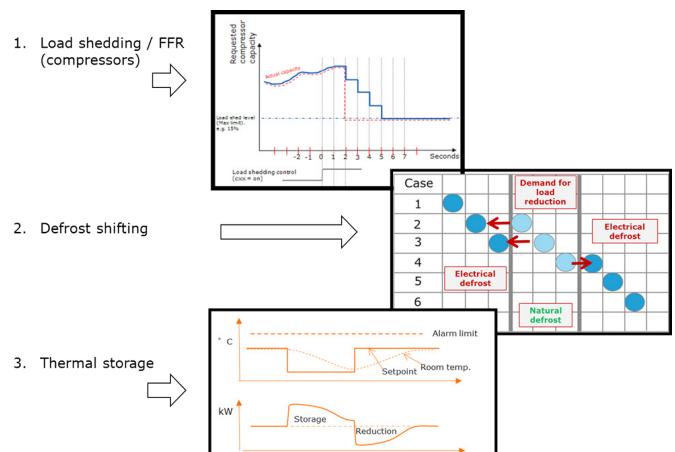 1. Load shedding / FFR
(compressors)
Requested
compressor
capacity
Actual capacity
Load shed level
(Max limit).
e.g. 15%
-2 -1 0 1 2 3 4 5 6 7 Seconds
Load shedding control
(cxx = on)
2. Defrost shifting
Case
1
2
3
4
5
6
Demand for
load
reduction
Electrical
defrost
Electrical
defrost
Natural
defrost
3. Thermal storage
° C
Alarm limit
Room temp.
Setpoint
kW
Storage
Reduction